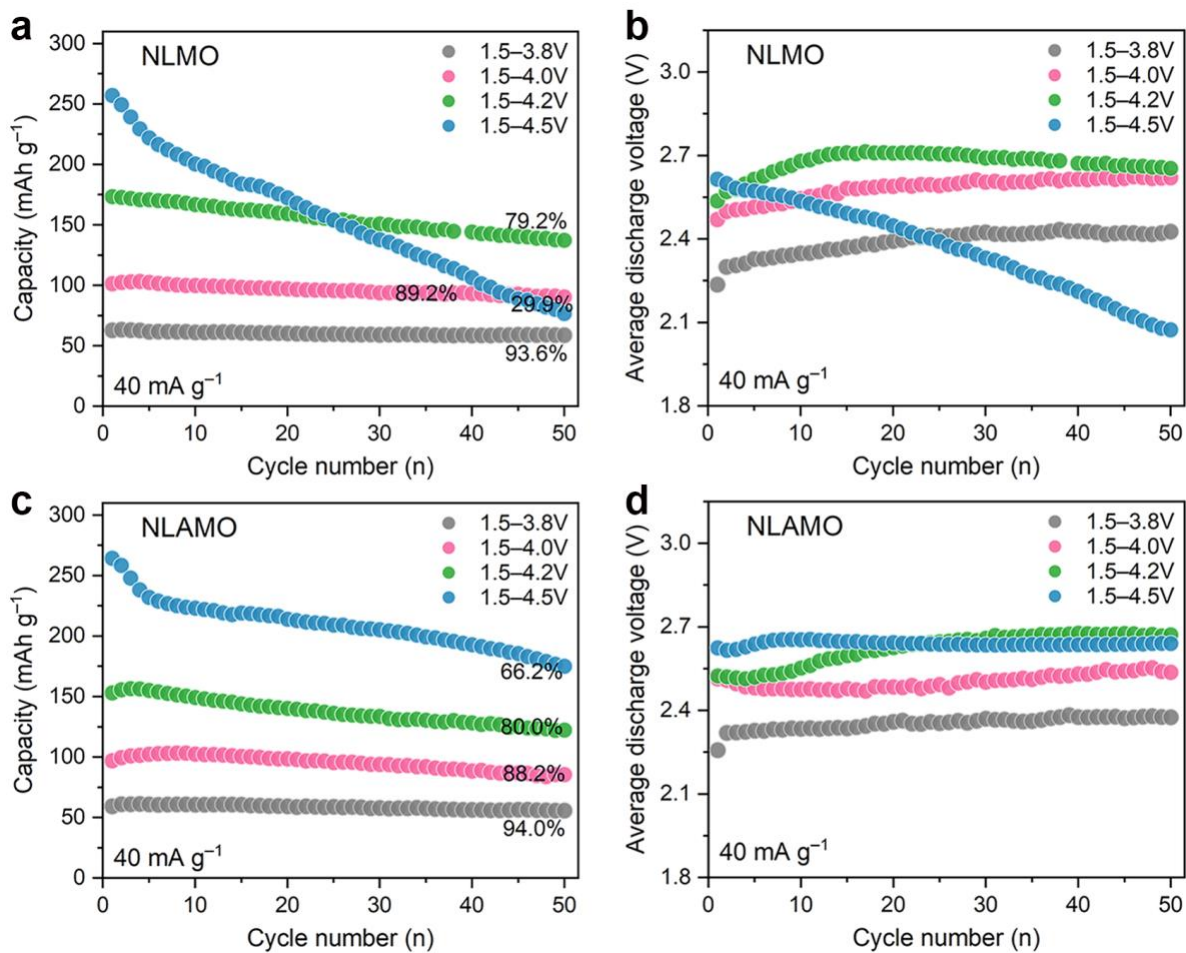 a
NLMO
1.5–3.8V
1.5–4.0V
1.5–4.2V
1.5–4.5V
300
250
200
150
100
50
0
79.2%
89.2%
29.9%
93.6%
40 mA g⁻¹
0 10 20 30 40 50
Cycle number (n)
Capacity (mAh g⁻¹)
b
NLMO
1.5–3.8V
1.5–4.0V
1.5–4.2V
1.5–4.5V
3.0
2.7
2.4
2.1
1.8
40 mA g⁻¹
0 10 20 30 40 50
Cycle number (n)
Average discharge voltage (V)
c
NLAMO
1.5–3.8V
1.5–4.0V
1.5–4.2V
1.5–4.5V
300
250
200
150
100
50
0
66.2%
80.0%
88.2%
94.0%
40 mA g⁻¹
0 10 20 30 40 50
Cycle number (n)
Capacity (mAh g⁻¹)
d
NLAMO
1.5–3.8V
1.5–4.0V
1.5–4.2V
1.5–4.5V
3.0
2.7
2.4
2.1
1.8
40 mA g⁻¹
0 10 20 30 40 50
Cycle number (n)
Average discharge voltage (V)